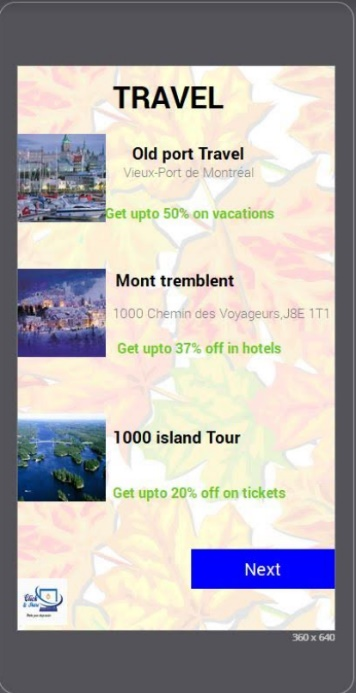 TRAVEL
Old port Travel
Vieux-Port de Montréal
Get upto 50% on vacations
Mont tremblent
1000 Chemin des Voyageurs,J8E 1T1
Get upto 37% off in hotels
1000 island Tour
Get upto 20% off on tickets
Next
Click
360 x 640